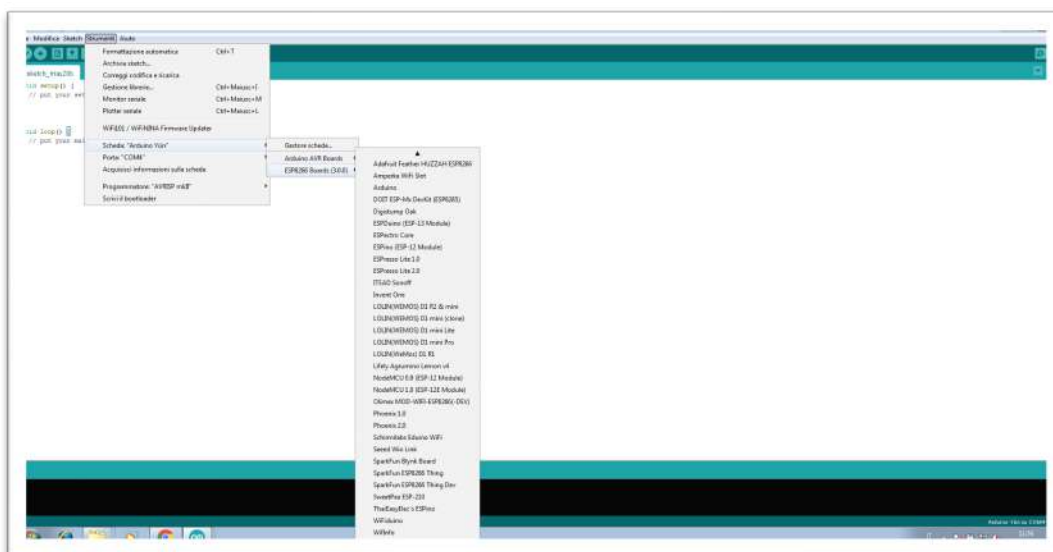 Modifica Sketch Strumenti Aiuto
Formattazione automatica Ctrl+T
Archivia sketch...
Correggi codifica e ricarica
Gestione librerie... Ctrl+Maiusc+I
Monitor seriale Ctrl+Maiusc+M
Plotter seriale Ctrl+Maiusc+L
WiFi101 / WiFiNINA Firmware Updater
Scheda: "Arduino Yún"
Porta: "COM8"
Acquisisci informazioni sulla scheda
Programmatore: "AVRISP mkII"
Scrivi il bootloader
void setup() {
// put your
void loop() {
// put your
Gestore schede...
Arduino AVR Boards
ESP8266 Boards (3.0.0)
Adafruit Feather HUZZAH ESP8266
Amperka WiFi Slot
Arduino
DOIT ESP-Mx DevKit (ESP8285)
Digistump Oak
ESPDuino (ESP-13 Module)
ESPectro Core
ESPino (ESP-12 Module)
ESPresso Lite 1.0
ESPresso Lite 2.0
ITEAD Sonoff
Invent One
LOLIN(WEMOS) D1 R2 & mini
LOLIN(WEMOS) D1 mini (clone)
LOLIN(WEMOS) D1 mini Lite
LOLIN(WEMOS) D1 mini Pro
LOLIN(WeMos) D1 R1
Lifely Agrumino Lemon v4
NodeMCU 0.9 (ESP-12 Module)
NodeMCU 1.0 (ESP-12E Module)
Olimex MOD-WIFI-ESP8266(-DEV)
Phoenix 1.0
Phoenix 2.0
Schirmilabs Eduino WiFi
Seeed Wio Link
SparkFun Blynk Board
SparkFun ESP8266 Thing
SparkFun ESP8266 Thing Dev
SweetPea ESP-210
ThaiEasyElec's ESPino
WiFiduino
WifInfo